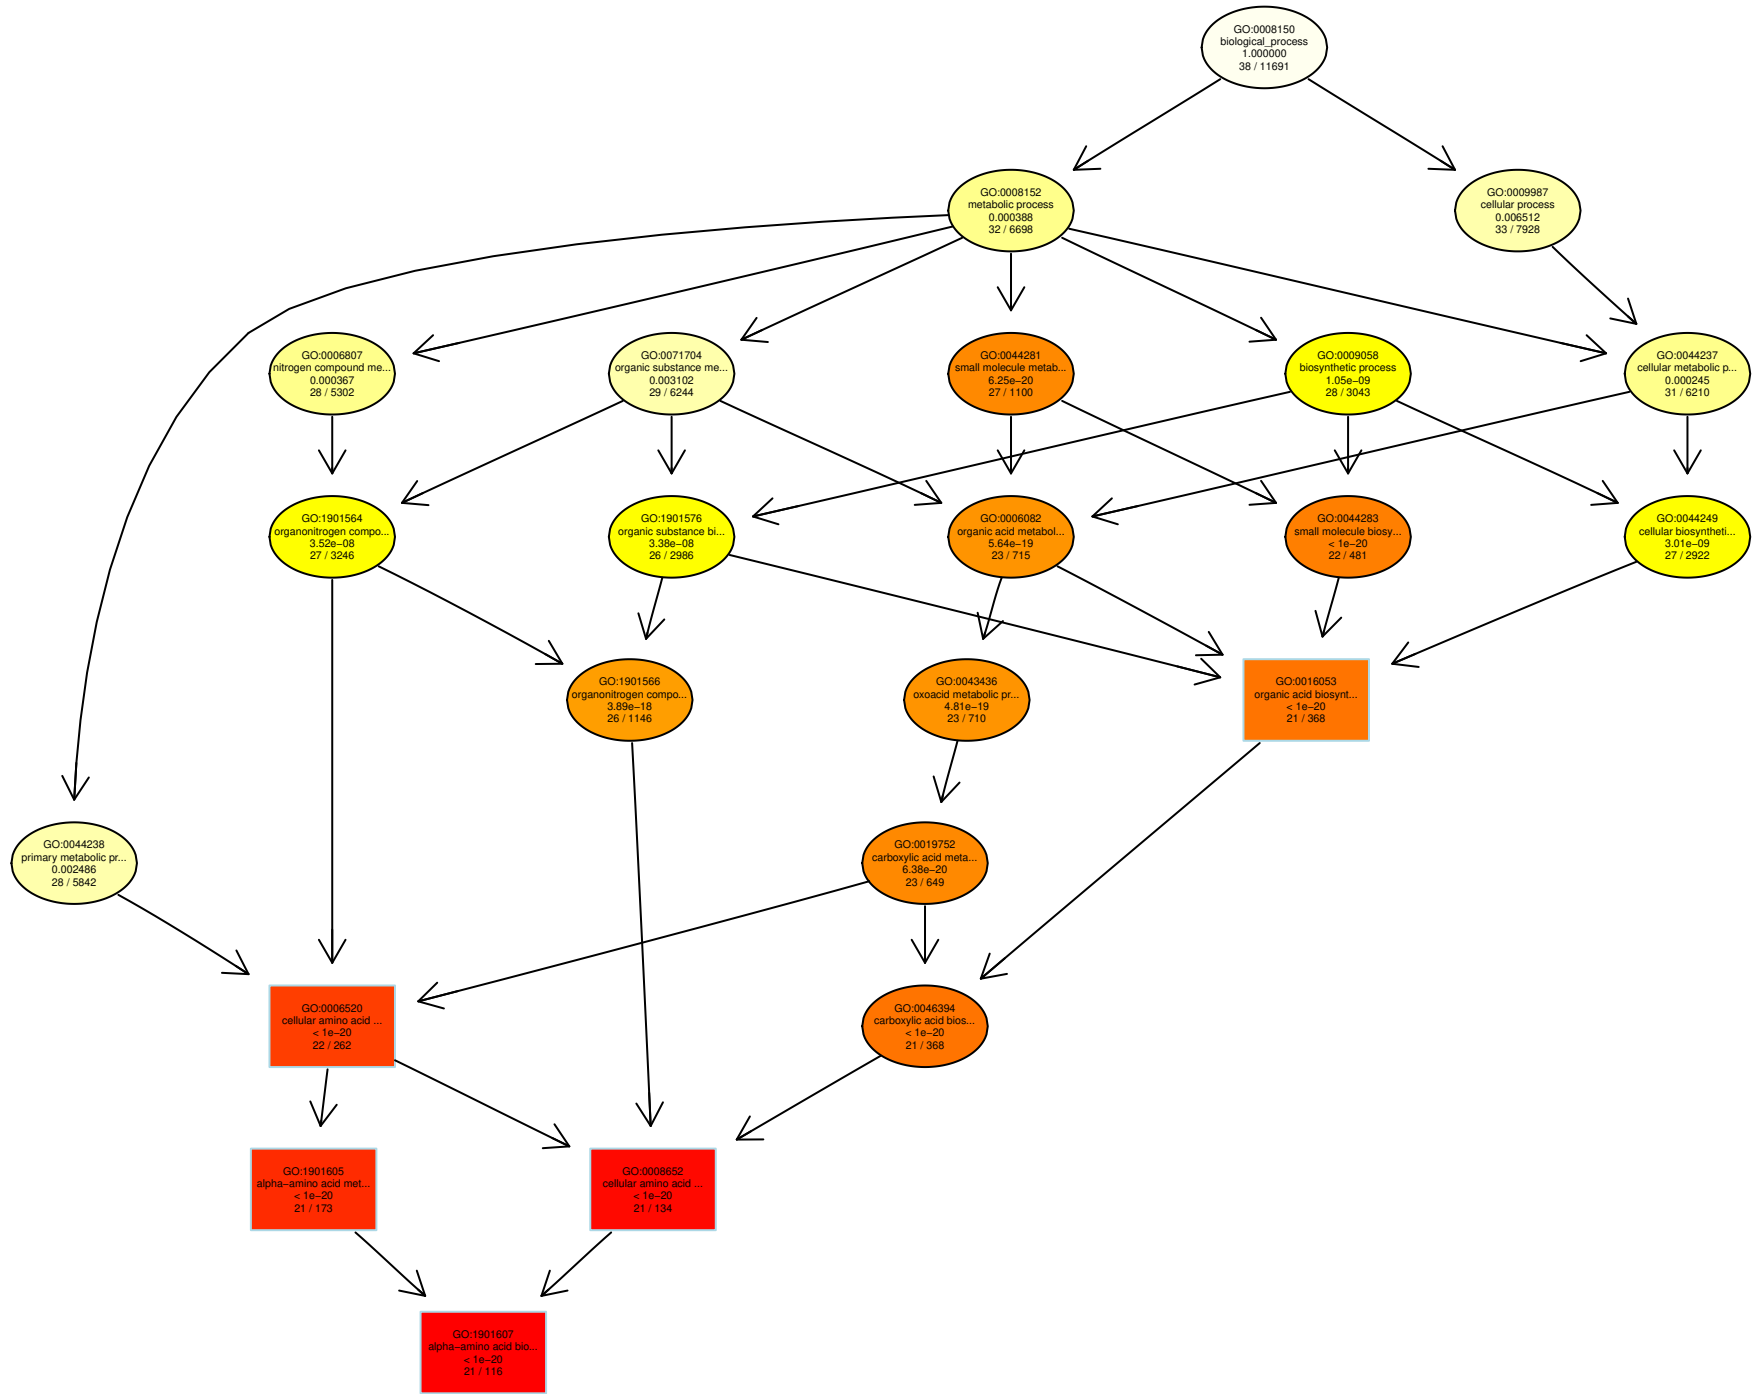 GO:0008150
biological_process
1.000000
38 / 11691
GO:0008152
metabolic process
0.000388
32 / 6698
GO:0009987
cellular process
0.006512
33 / 7928
GO:0006807
nitrogen compound me...
0.000367
28 / 5302
GO:0071704
organic substance me...
0.003102
29 / 6244
GO:0044281
small molecule metab...
6.25e−20
27 / 1100
GO:0009058
biosynthetic process
1.05e−09
28 / 3043
GO:0044237
cellular metabolic p...
0.000245
31 / 6210
GO:1901564
organonitrogen compo...
3.52e−08
27 / 3246
GO:1901576
organic substance bi...
3.38e−08
26 / 2986
GO:0006082
organic acid metabol...
5.64e−19
23 / 715
GO:0044283
small molecule biosy...
< 1e−20
22 / 481
GO:0044249
cellular biosyntheti...
3.01e−09
27 / 2922
GO:1901566
organonitrogen compo...
3.89e−18
26 / 1146
GO:0043436
oxoacid metabolic pr...
4.81e−19
23 / 710
GO:0016053
organic acid biosynt...
< 1e−20
21 / 368
GO:0044238
primary metabolic pr...
0.002486
28 / 5842
GO:0019752
carboxylic acid meta...
6.38e−20
23 / 649
GO:0006520
cellular amino acid ...
< 1e−20
22 / 262
GO:0046394
carboxylic acid bios...
< 1e−20
21 / 368
GO:1901605
alpha−amino acid met...
< 1e−20
21 / 173
GO:0008652
cellular amino acid ...
< 1e−20
21 / 134
GO:1901607
alpha−amino acid bio...
< 1e−20
21 / 116